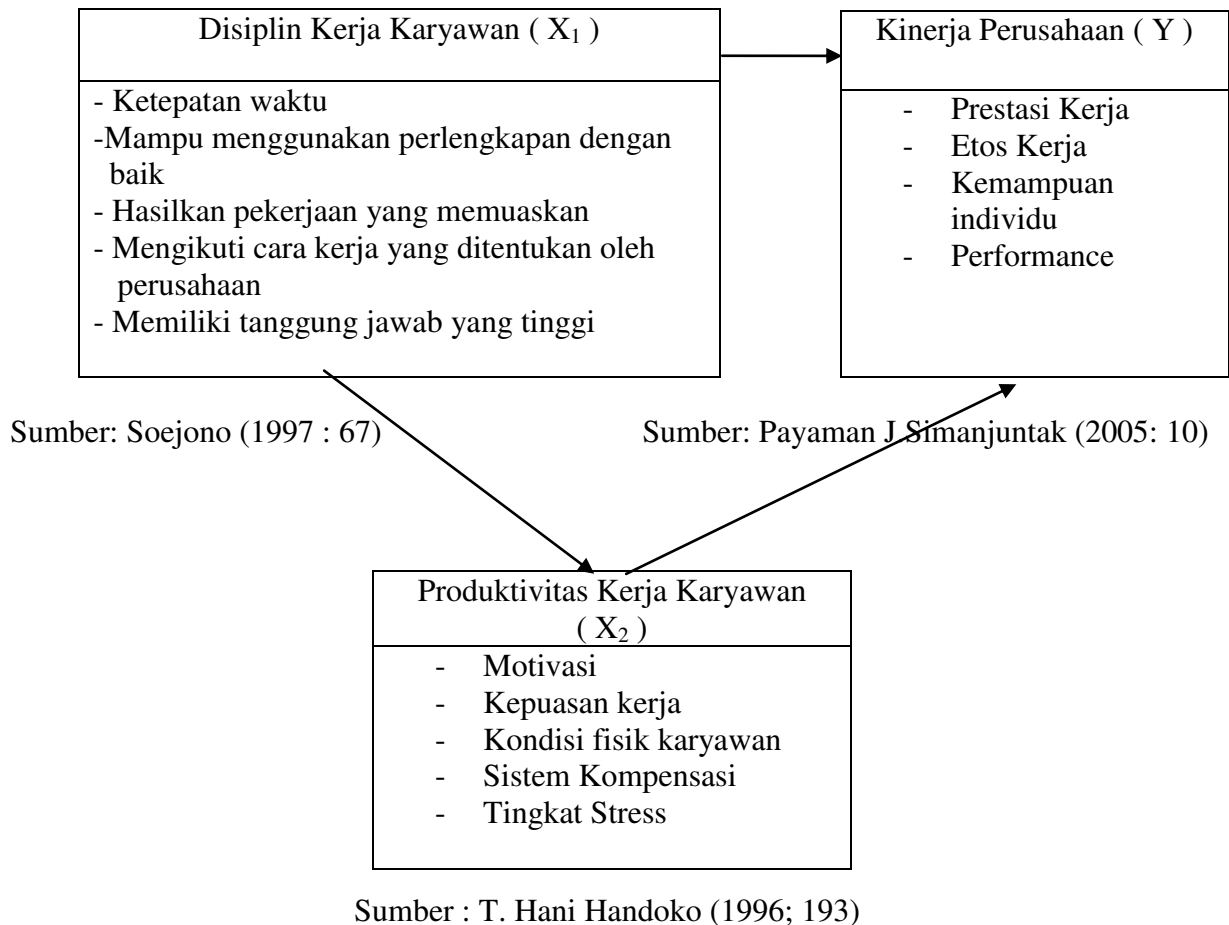 Disiplin Kerja Karyawan ( X₁ )
- Ketepatan waktu
-Mampu menggunakan perlengkapan dengan
baik
- Hasilkan pekerjaan yang memuaskan
- Mengikuti cara kerja yang ditentukan oleh
perusahaan
- Memiliki tanggung jawab yang tinggi
Kinerja Perusahaan ( Y )
- Prestasi Kerja
- Etos Kerja
- Kemampuan
individu
- Performance
Sumber: Soejono (1997 : 67)
Sumber: Payaman J Simanjuntak (2005: 10)
Produktivitas Kerja Karyawan
( X₂ )
- Motivasi
- Kepuasan kerja
- Kondisi fisik karyawan
- Sistem Kompensasi
- Tingkat Stress
Sumber : T. Hani Handoko (1996; 193)